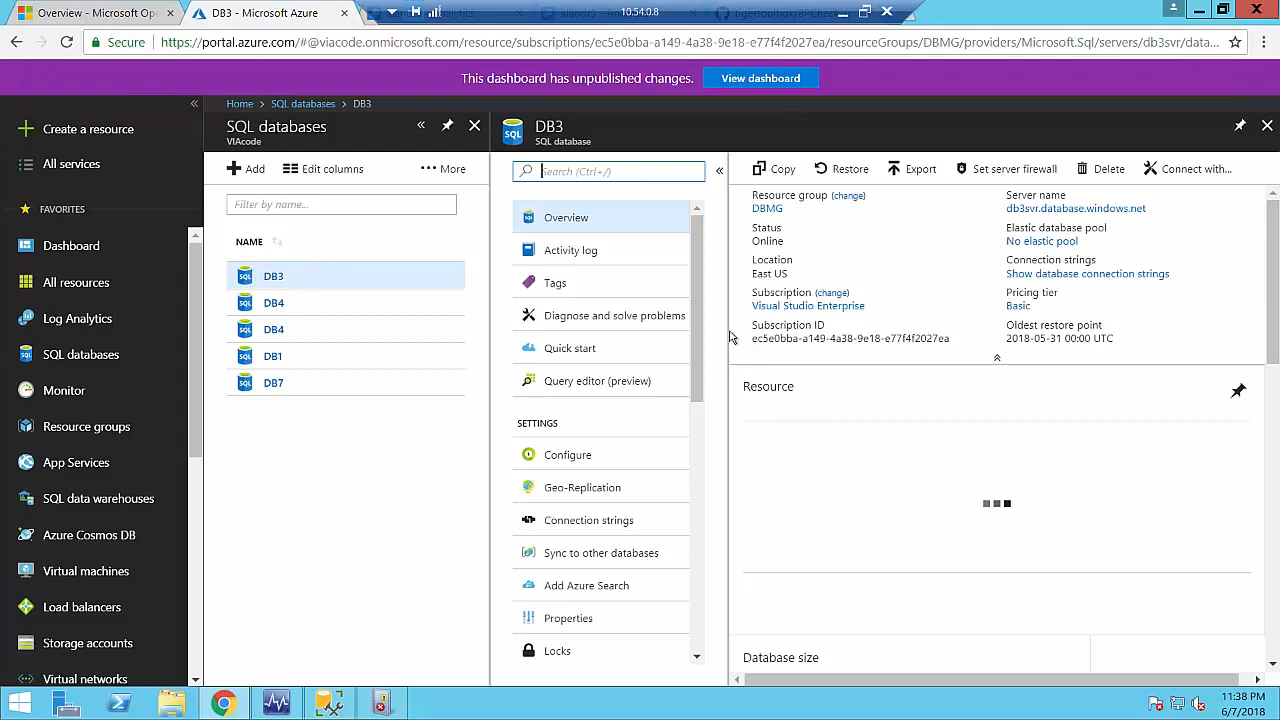 Overview - Microsoft Op
DB3 - Microsoft Azure
10.54.0.8
Secure
https://portal.azure.com/#@viacode.onmicrosoft.com/resource/subscriptions/ec5e0bba-a149-4a38-9e18-e77f4f2027ea/resourceGroups/DBMG/providers/Microsoft.Sql/servers/db3svr/data...
This dashboard has unpublished changes.
View dashboard
Create a resource
All services
FAVORITES
Dashboard
All resources
Log Analytics
SQL databases
Monitor
Resource groups
App Services
SQL data warehouses
Azure Cosmos DB
Virtual machines
Load balancers
Storage accounts
Virtual networks
Home > SQL databases > DB3
SQL databases
VIAcode
Add
Edit columns
More
Filter by name...
NAME
DB3
DB4
DB4
DB1
DB7
DB3
SQL database
Search (Ctrl+/)
Overview
Activity log
Tags
Diagnose and solve problems
Quick start
Query editor (preview)
SETTINGS
Configure
Geo-Replication
Connection strings
Sync to other databases
Add Azure Search
Properties
Locks
Copy
Restore
Export
Set server firewall
Delete
Connect with...
Resource group (change)
DBMG
Status
Online
Location
East US
Subscription (change)
Visual Studio Enterprise
Subscription ID
ec5e0bba-a149-4a38-9e18-e77f4f2027ea
Server name
db3svr.database.windows.net
Elastic database pool
No elastic pool
Connection strings
Show database connection strings
Pricing tier
Basic
Oldest restore point
2018-05-31 00:00 UTC
Resource
Database size
11:38 PM
6/7/2018